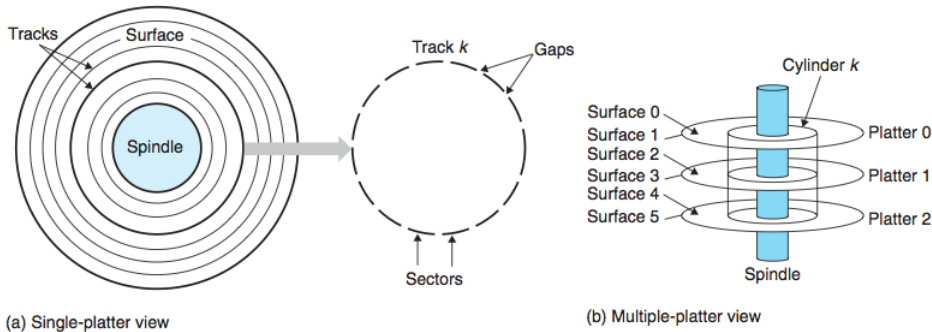 Tracks
Surface
Spindle
Track k
Gaps
Sectors
(a) Single-platter view
Cylinder k
Surface 0
Surface 1
Surface 2
Surface 3
Surface 4
Surface 5
Platter 0
Platter 1
Platter 2
Spindle
(b) Multiple-platter view